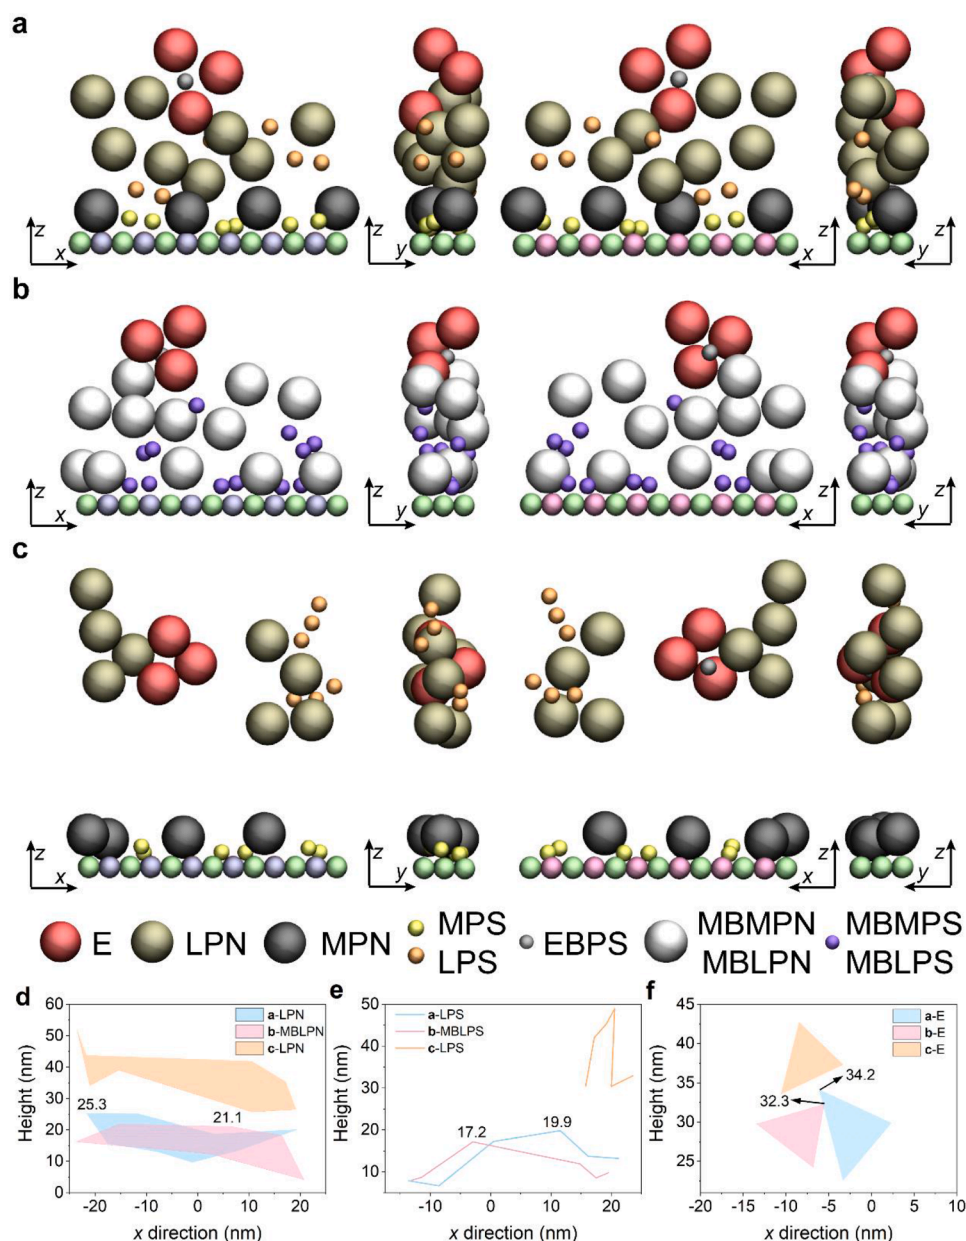 a
z z z z
x y x y
b
z z z z
x y x y
c
z z z z
x y x y
E LPN MPN MPS EBPS MBMPN MBMPS
LPS MBLPN MBLPS
d
60
50
40
30
20
10
0
Height (nm)
a-LPN
b-MBLPN
c-LPN
25.3
21.1
-20 -10 0 10 20
x direction (nm)
e
50
40
30
20
10
Height (nm)
a-LPS
b-MBLPS
c-LPS
17.2
19.9
-10 0 10 20
x direction (nm)
f
45
40
35
30
25
Height (nm)
a-E
b-E
c-E
34.2
32.3
-20 -15 -10 -5 0 5 10
x direction (nm)